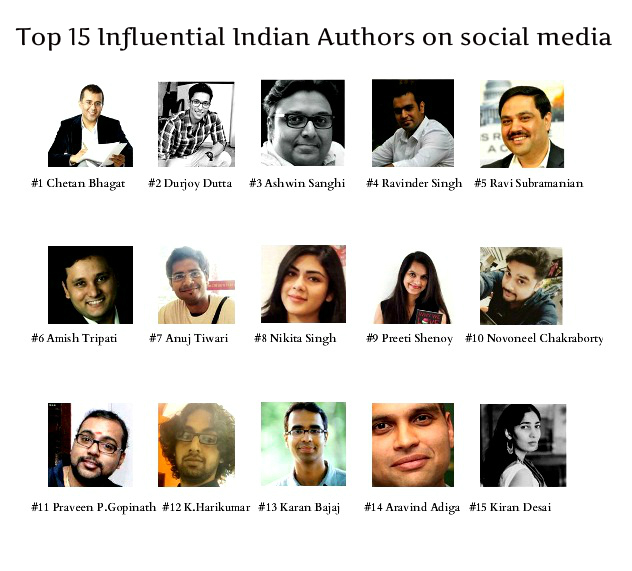 Top 15 Influential Indian Authors on social media
#1 Chetan Bhagat #2 Durjoy Dutta #3 Ashwin Sanghi #4 Ravinder Singh #5 Ravi Subramanian
#6 Amish Tripati #7 Anuj Tiwari #8 Nikita Singh #9 Preeti Shenoy #10 Novoneel Chakraborty
#11 Praveen P.Gopinath #12 K.Harikumar #13 Karan Bajaj #14 Aravind Adiga #15 Kiran Desai